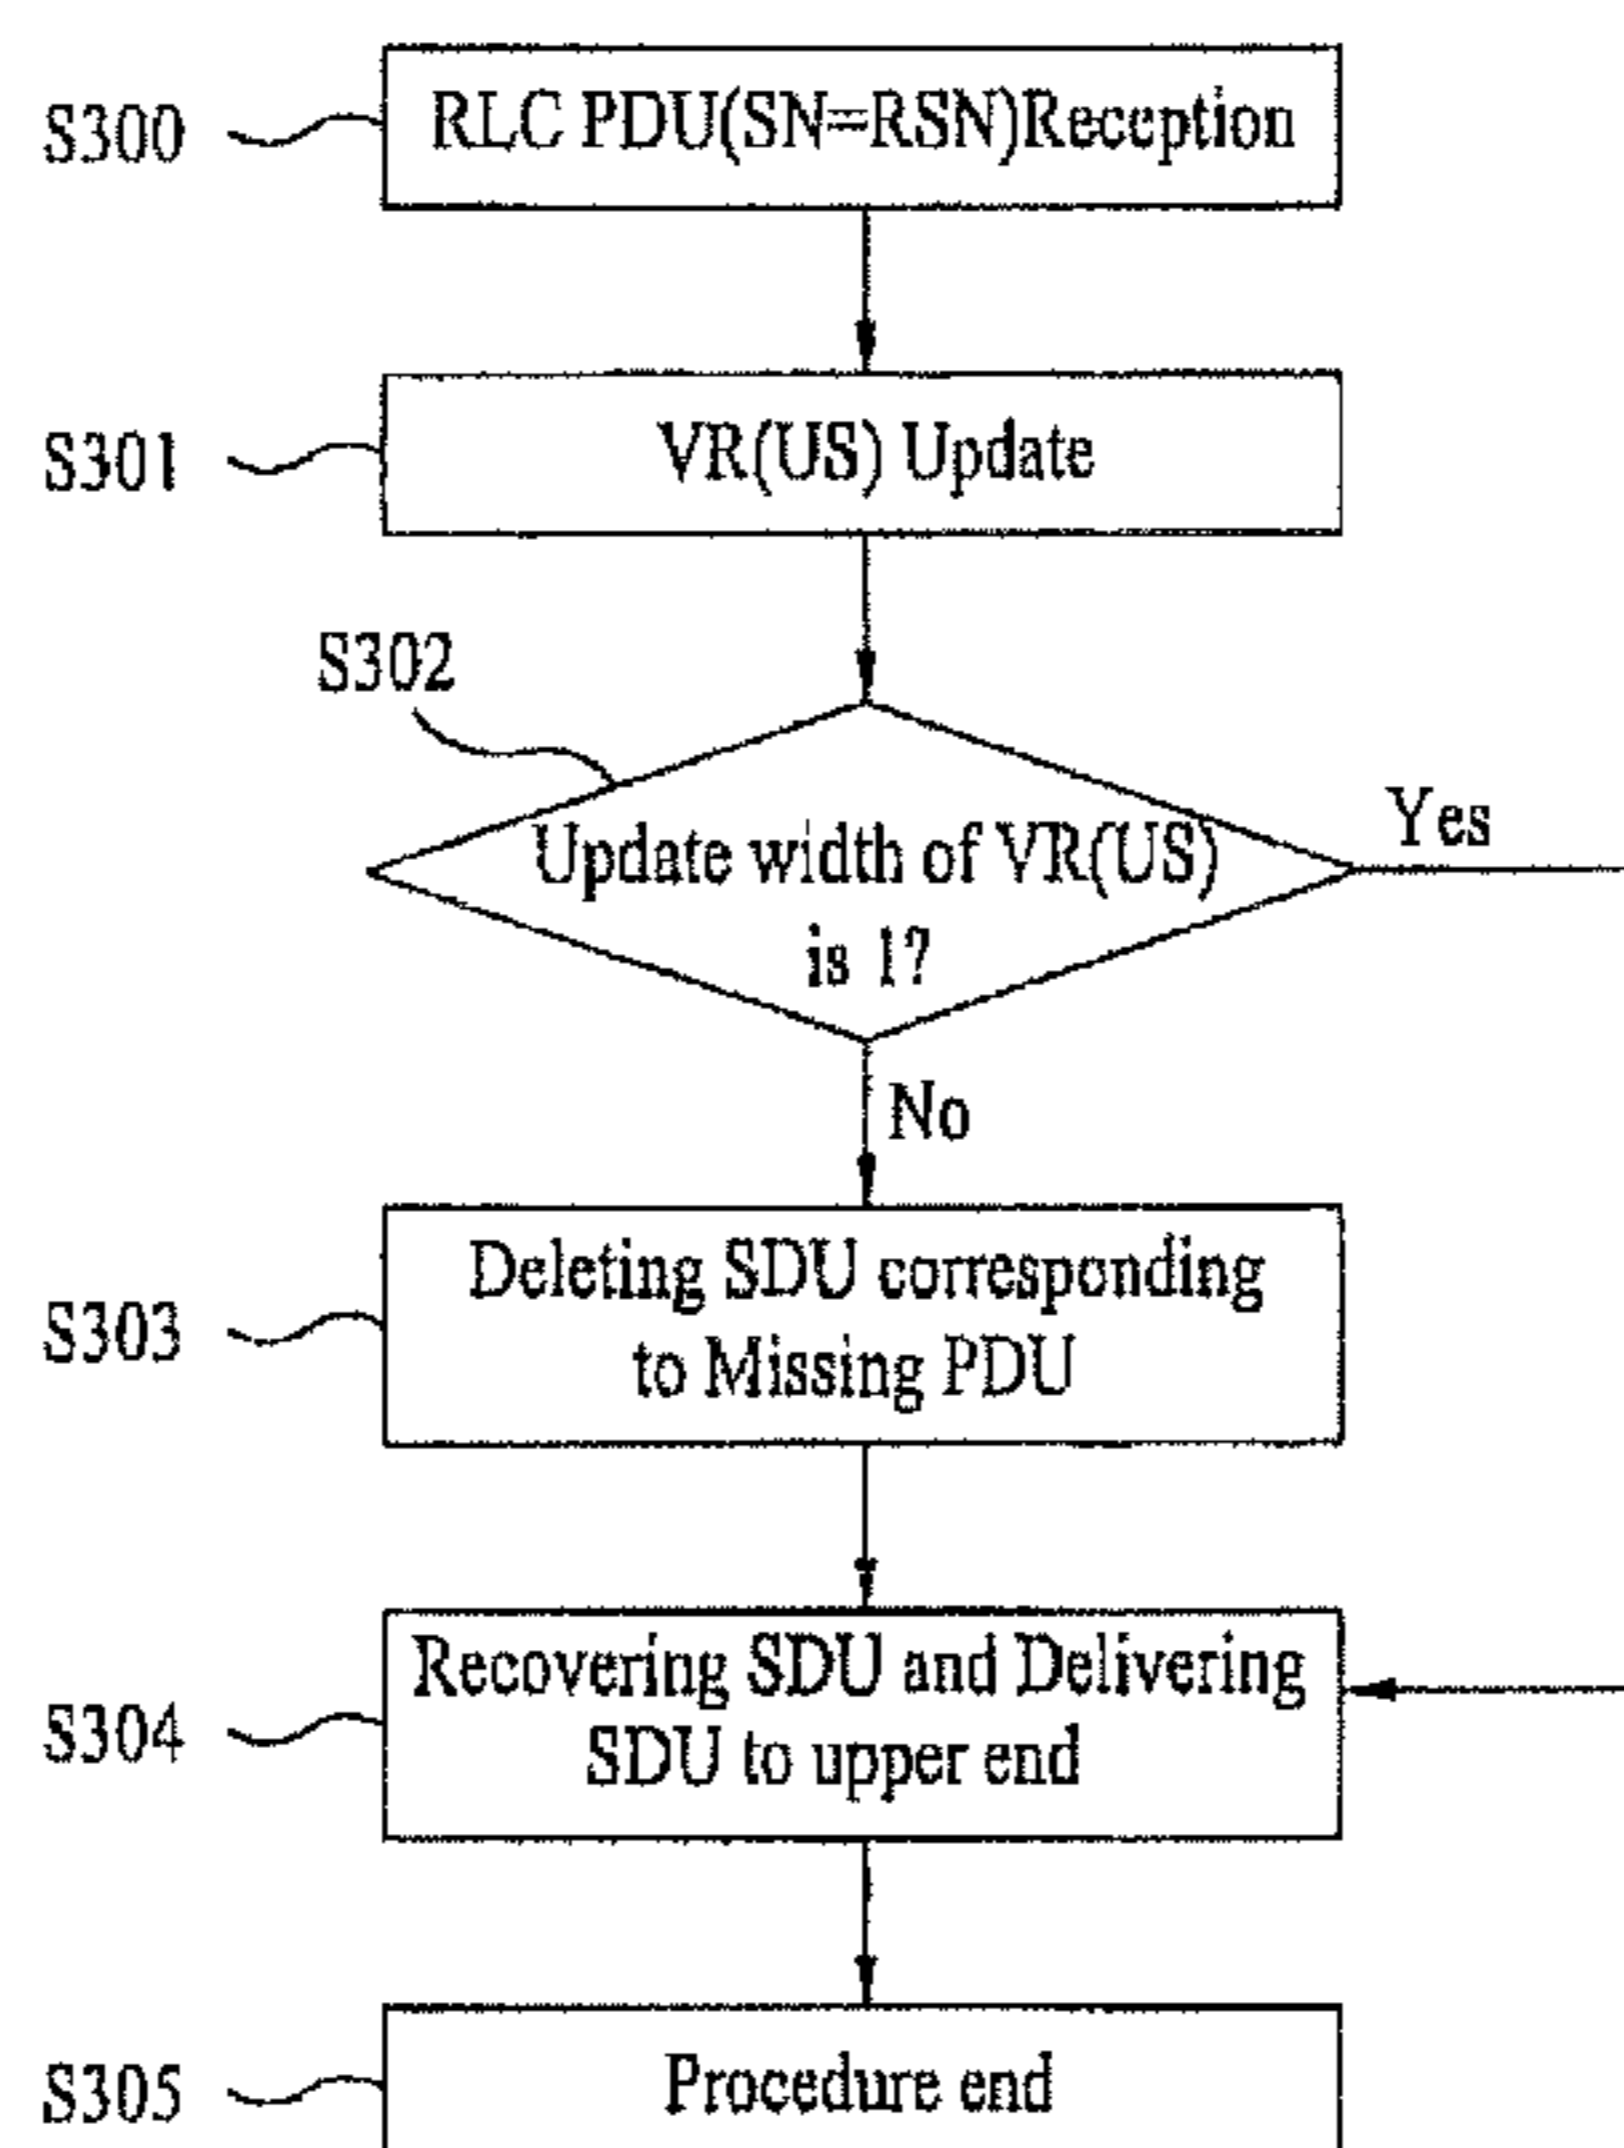 S300
RLC PDU(SN=RSN)Reception
S301
VR(US) Update
S302
Update width of VR(US)
is 1?
Yes
No
S303
Deleting SDU corresponding
to Missing PDU
S304
Recovering SDU and Delivering
SDU to upper end
S305
Procedure end